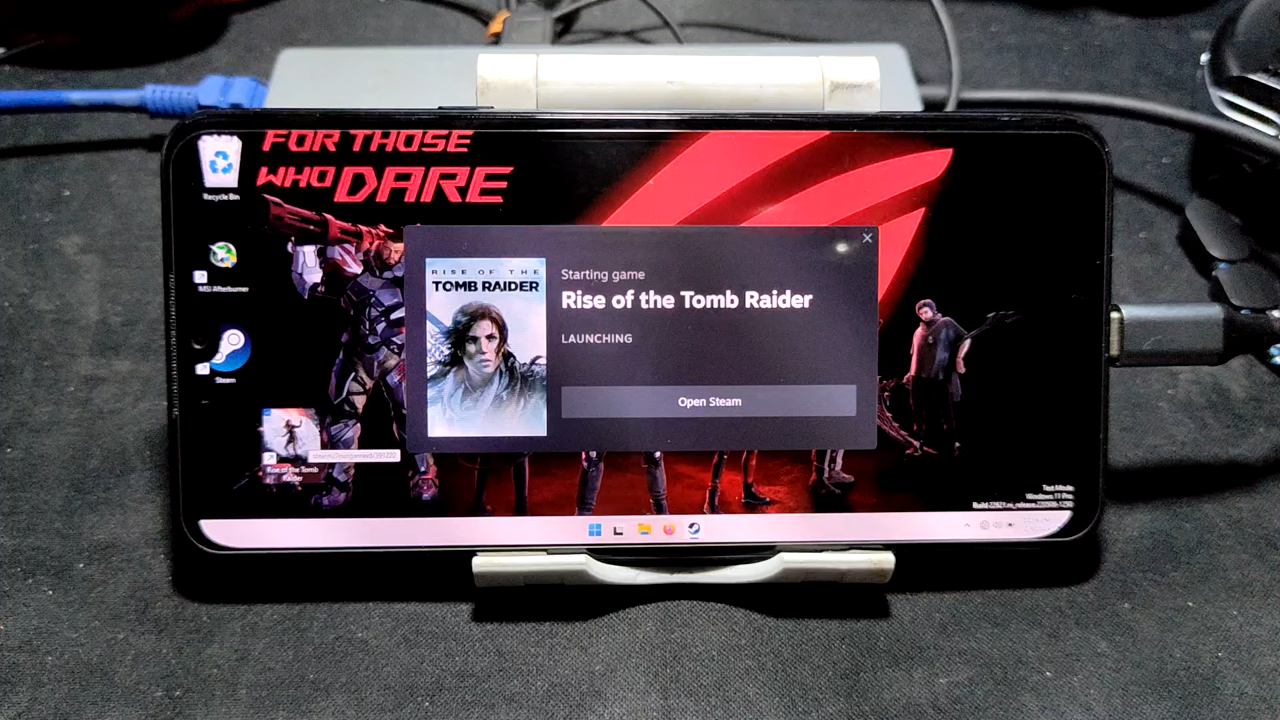 FOR THOSE
WHO DARE
Recycle Bin
MSI Afterburner
Steam
RISE OF THE
TOMB RAIDER
Starting game
Rise of the Tomb Raider
LAUNCHING
Open Steam
Rise of the Tomb
Raider
Test Mode
Windows 11 Pro